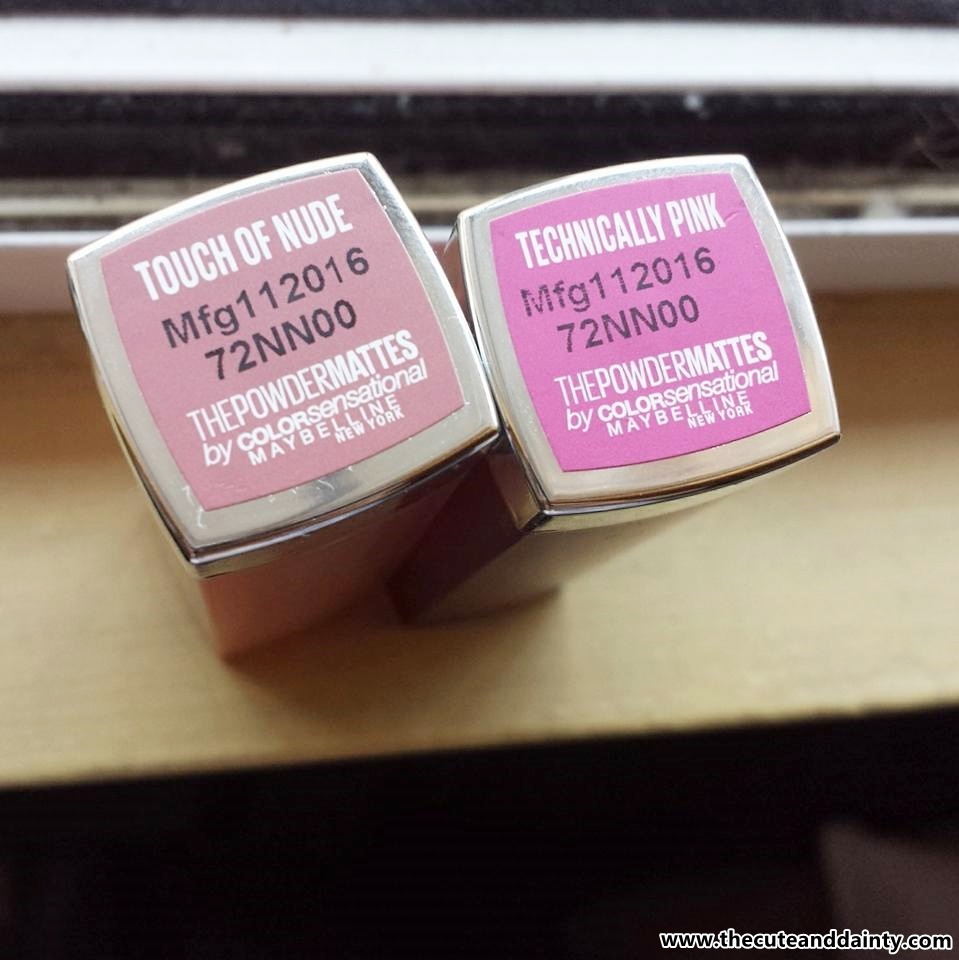 TOUCH OF NUDE
Mfg112016
72NN00
THEPOWDERMATTES
by COLORsensational
MAYBELLINE
NEW YORK
TECHNICALLY PINK
Mfg112016
72NN00
THEPOWDERMATTES
by COLORsensational
MAYBELLINE
NEW YORK
www.thecuteanddainty.com